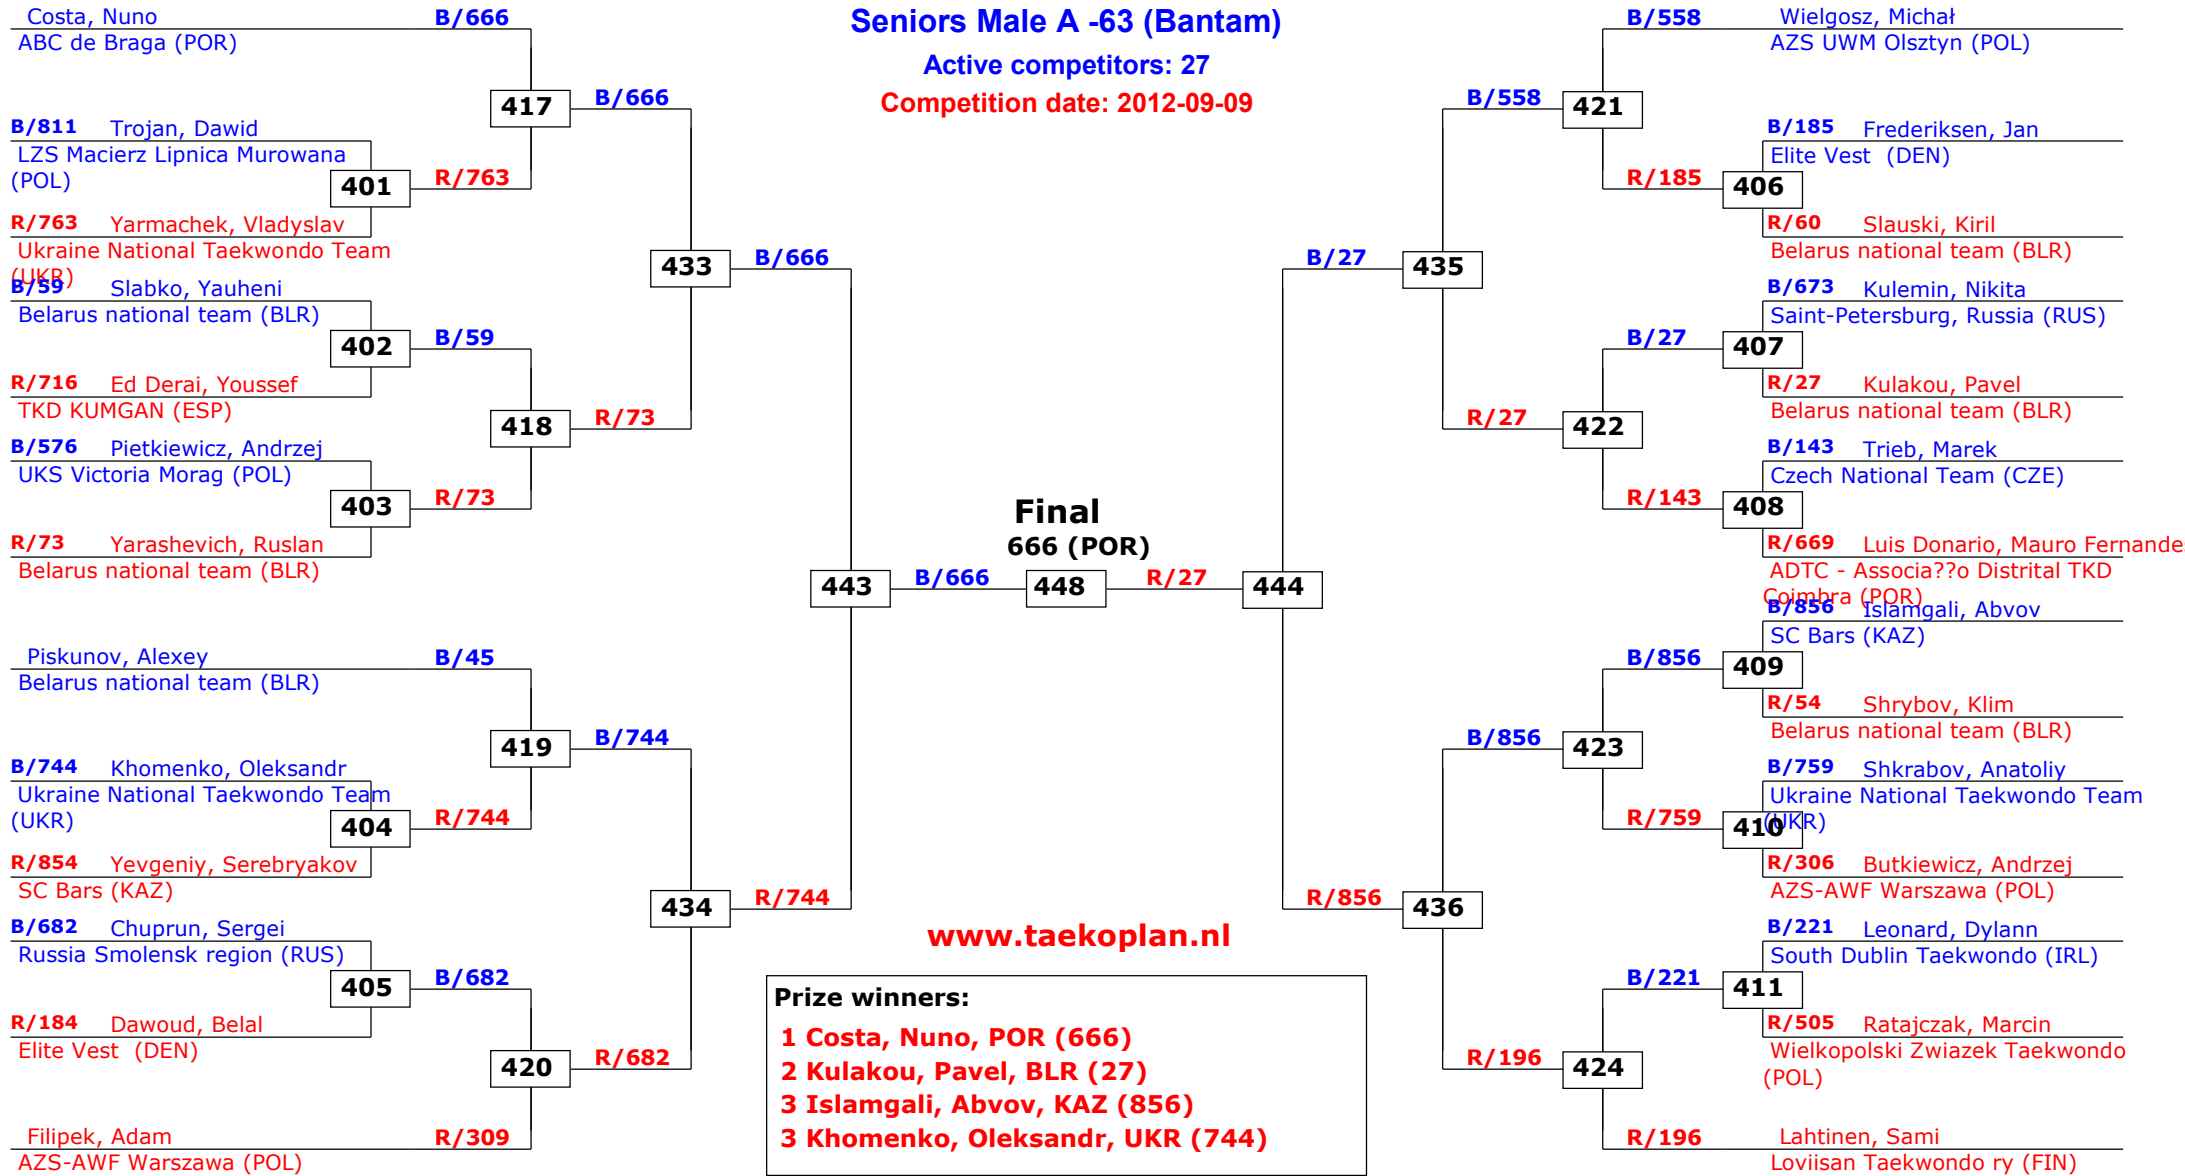 Seniors Male A -63 (Bantam)
Active competitors: 27
Competition date: 2012-09-09
Costa, Nuno
B/666
ABC de Braga (POR)
417
B/666
B/811 Trojan, Dawid
LZS Macierz Lipnica Murowana
(POL)
401
R/763
R/763 Yarmachek, Vladyslav
Ukraine National Taekwondo Team
(UKR)
433
B/666
B/59 Slabko, Yauheni
Belarus national team (BLR)
402
B/59
R/716 Ed Derai, Youssef
TKD KUMGAN (ESP)
418
R/73
B/576 Pietkiewicz, Andrzej
UKS Victoria Morag (POL)
403
R/73
R/73 Yarashevich, Ruslan
Belarus national team (BLR)
443
B/666
Piskunov, Alexey
B/45
Belarus national team (BLR)
419
B/744
B/744 Khomenko, Oleksandr
Ukraine National Taekwondo Team
(UKR)
404
R/744
R/854 Yevgeniy, Serebryakov
SC Bars (KAZ)
434
R/744
B/682 Chuprun, Sergei
Russia Smolensk region (RUS)
405
B/682
R/184 Dawoud, Belal
Elite Vest (DEN)
420
R/682
Filipek, Adam
R/309
AZS-AWF Warszawa (POL)
Final
666 (POR)
448
R/27
444
B/558
Wielgosz, Michał
AZS UWM Olsztyn (POL)
B/558
421
B/185 Frederiksen, Jan
Elite Vest (DEN)
R/185
406
R/60 Slauski, Kiril
Belarus national team (BLR)
B/27
435
B/673 Kulemin, Nikita
Saint-Petersburg, Russia (RUS)
B/27
407
R/27 Kulakou, Pavel
Belarus national team (BLR)
R/27
422
B/143 Trieb, Marek
Czech National Team (CZE)
R/143
408
R/669 Luis Donario, Mauro Fernande
ADTC - Associa??o Distrital TKD
Coimbra (POR)
B/856 Islamgali, Abvov
SC Bars (KAZ)
B/856
409
R/54 Shrybov, Klim
Belarus national team (BLR)
B/856
423
B/759 Shkrabov, Anatoliy
Ukraine National Taekwondo Team
(UKR)
R/759
410
R/306 Butkiewicz, Andrzej
AZS-AWF Warszawa (POL)
R/856
436
B/221 Leonard, Dylann
South Dublin Taekwondo (IRL)
B/221
411
R/505 Ratajczak, Marcin
Wielkopolski Zwiazek Taekwondo
(POL)
R/196
424
R/196
Lahtinen, Sami
Loviisan Taekwondo ry (FIN)
www.taekoplan.nl
Prize winners:
1 Costa, Nuno, POR (666)
2 Kulakou, Pavel, BLR (27)
3 Islamgali, Abvov, KAZ (856)
3 Khomenko, Oleksandr, UKR (744)